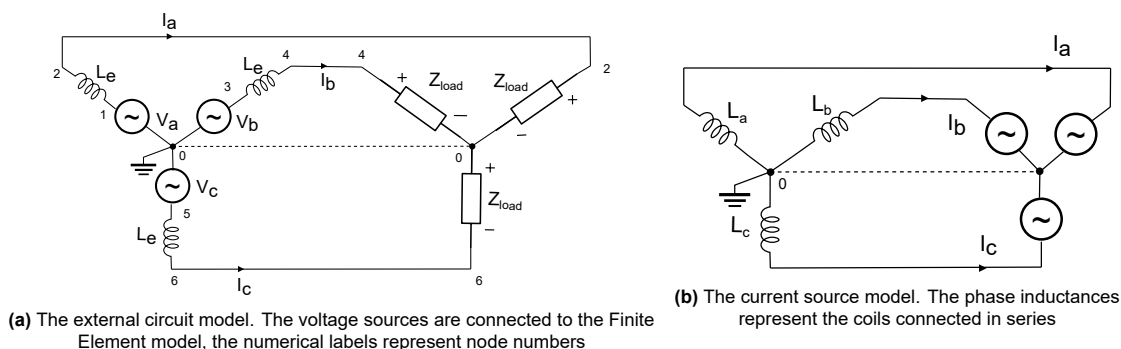 Ia
Ia
2
Le
3
Le
4
4
Ib
+
Zload
Zload
2
+
La
Lb
Ib
1
Va
Vb
−
−
0
0
+
0
Vc
Zload
5
Lc
Le
−
Ic
6
Ic
6
(a) The external circuit model. The voltage sources are connected to the Finite
Element model, the numerical labels represent node numbers
(b) The current source model. The phase inductances
represent the coils connected in series